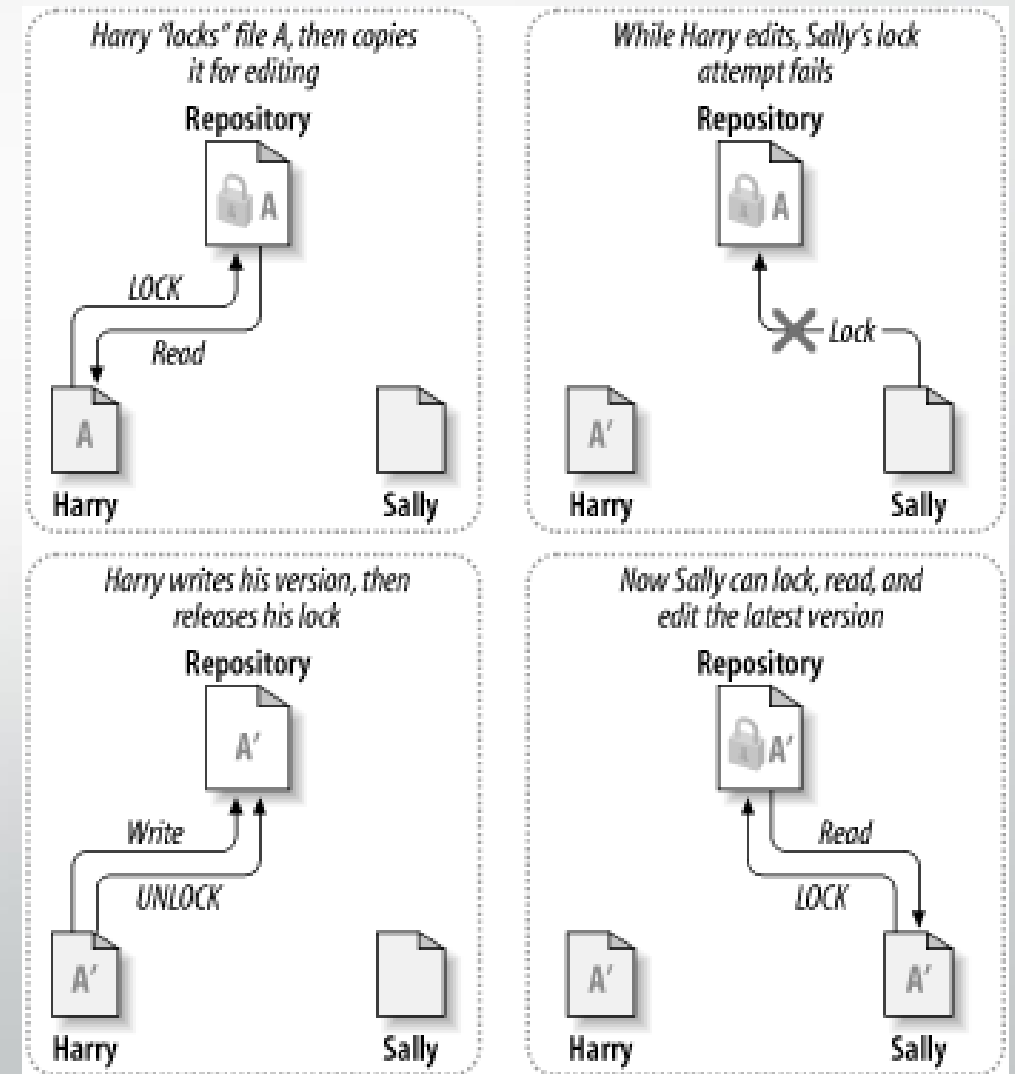 Harry “locks” file A, then copies
it for editing
Repository
A
LOCK
Read
A
Harry
Sally
While Harry edits, Sally’s lock
attempt fails
Repository
A
Lock
A’
Harry
Sally
Harry writes his version, then
releases his lock
Repository
A’
Write
UNLOCK
A’
Harry
Sally
Now Sally can lock, read, and
edit the latest version
Repository
A’
Read
LOCK
A’
A’
Harry
Sally